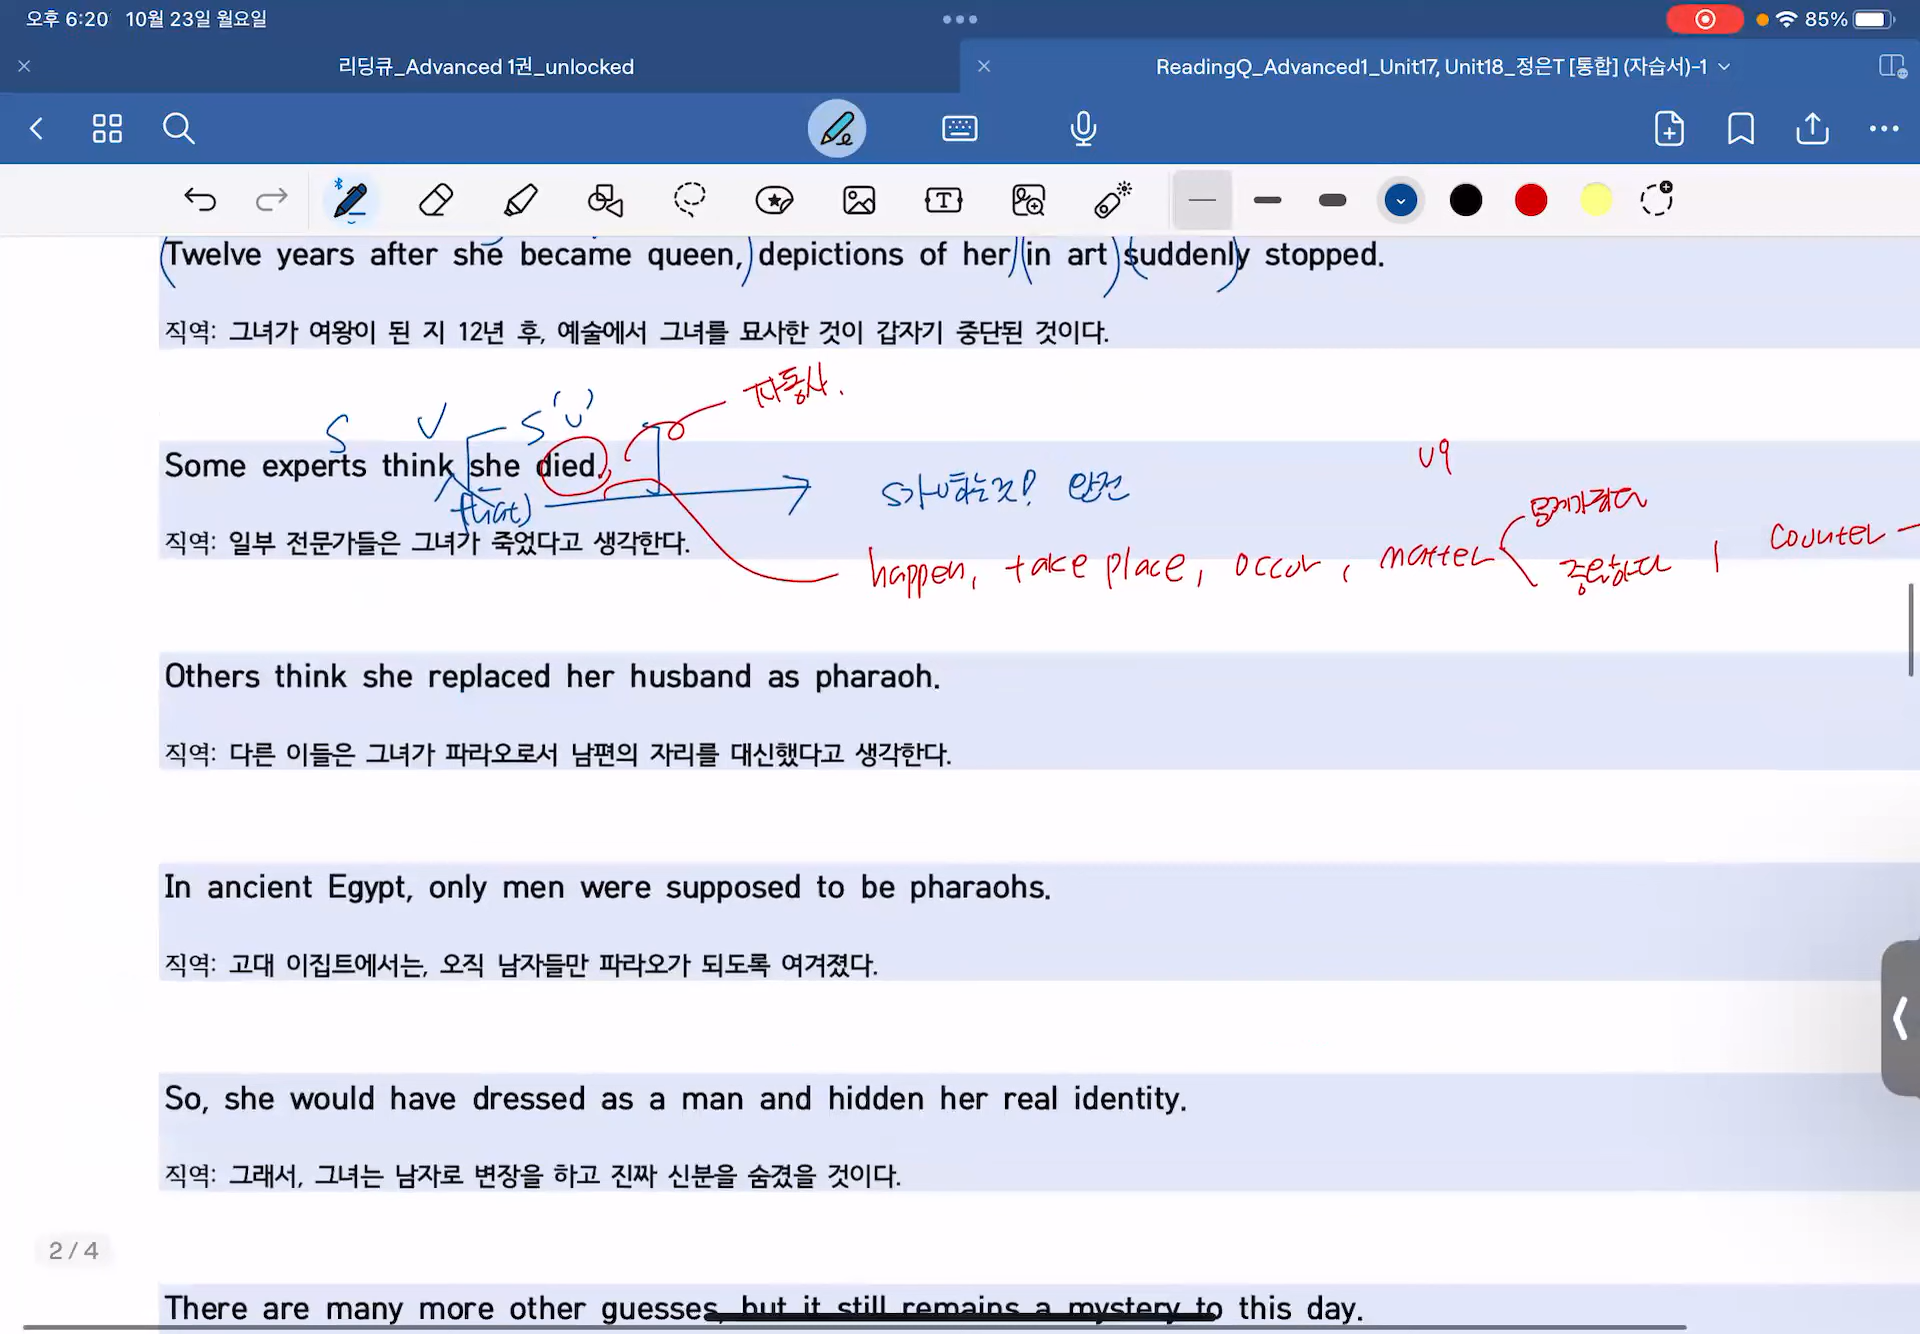 오후 6:20 10월 23일 월요일
85%
리딩큐_Advanced 1권_unlocked
ReadingQ_Advanced1_Unit17, Unit18_정은T [통합] (자습서)-1
Twelve years after she became queen, depictions of her in art suddenly stopped.
직역: 그녀가 여왕이 된 지 12년 후, 예술에서 그녀를 묘사한 것이 갑자기 중단된 것이다.
자동사.
S V S' V'
Some experts think she died.
(that) S가 V하는것! 완전
직역: 일부 전문가들은 그녀가 죽었다고 생각한다.
happen, take place, occur, matter 문제가 되다 중요하다 counter
Others think she replaced her husband as pharaoh.
직역: 다른 이들은 그녀가 파라오로서 남편의 자리를 대신했다고 생각한다.
In ancient Egypt, only men were supposed to be pharaohs.
직역: 고대 이집트에서는, 오직 남자들만 파라오가 되도록 여겨졌다.
So, she would have dressed as a man and hidden her real identity.
직역: 그래서, 그녀는 남자로 변장을 하고 진짜 신분을 숨겼을 것이다.
2 / 4
There are many more other guesses, but it still remains a mystery to this day.